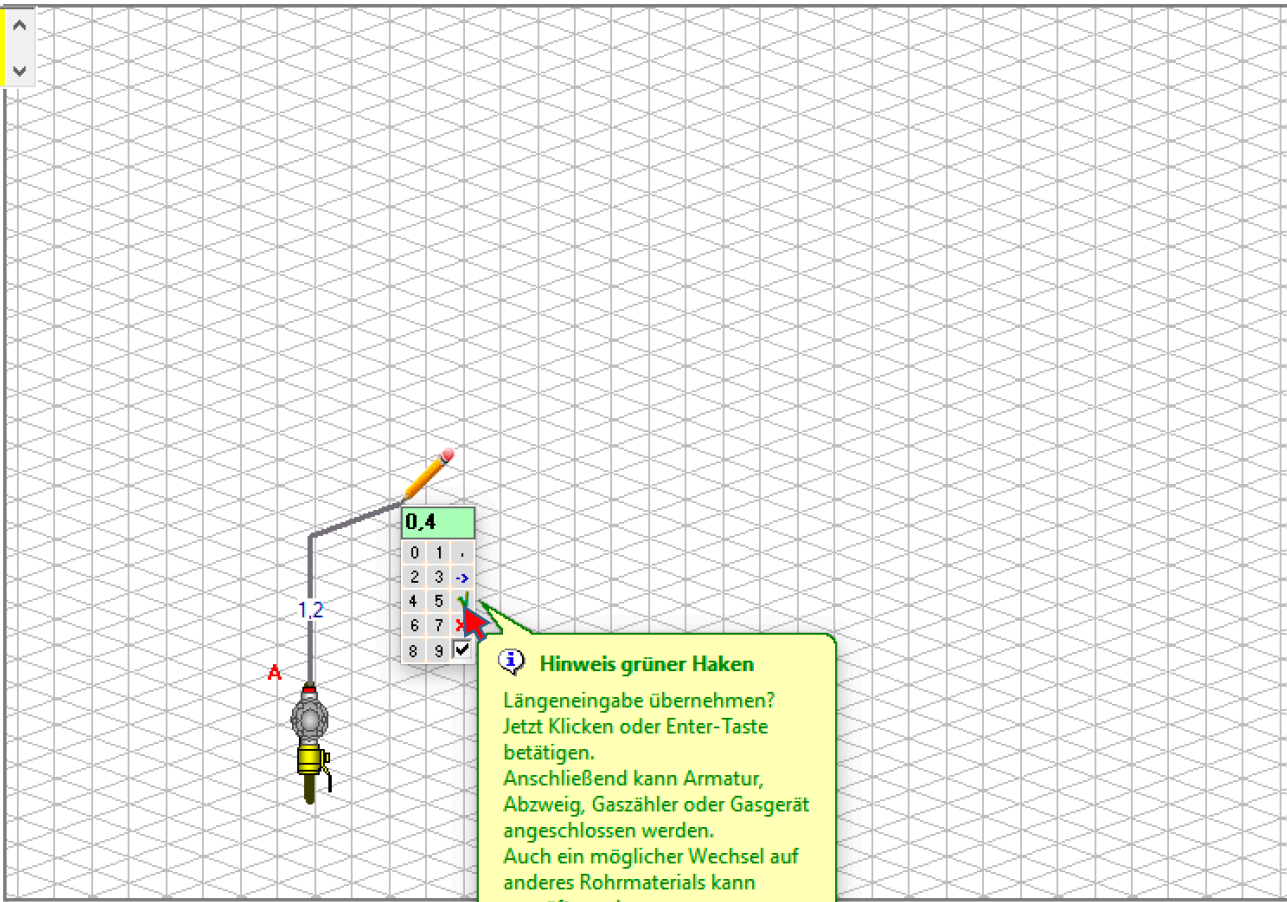 0,4
0 1 ,
2 3 ->
4 5
6 7 X
8 9
1,2
A
Hinweis grüner Haken
Längeneingabe übernehmen?
Jetzt Klicken oder Enter-Taste
betätigen.
Anschließend kann Armatur,
Abzweig, Gaszähler oder Gasgerät
angeschlossen werden.
Auch ein möglicher Wechsel auf
anderes Rohrmaterials kann